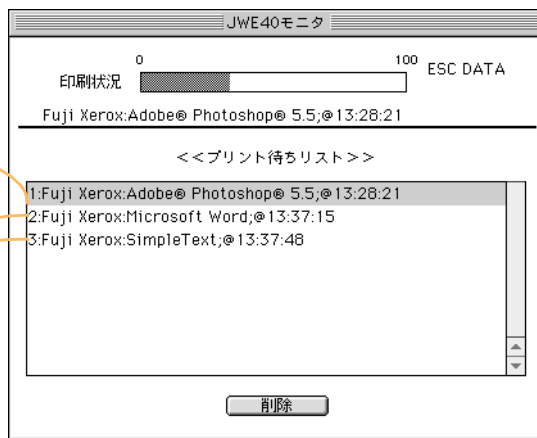 JWE40モニタ
0 100
印刷状況 ESC DATA
Fuji Xerox:Adobe® Photoshop® 5.5;@13:28:21
<<プリント待ちリスト>>
1:Fuji Xerox:Adobe® Photoshop® 5.5;@13:28:21
2:Fuji Xerox:Microsoft Word;@13:37:15
3:Fuji Xerox:SimpleText;@13:37:48
削除